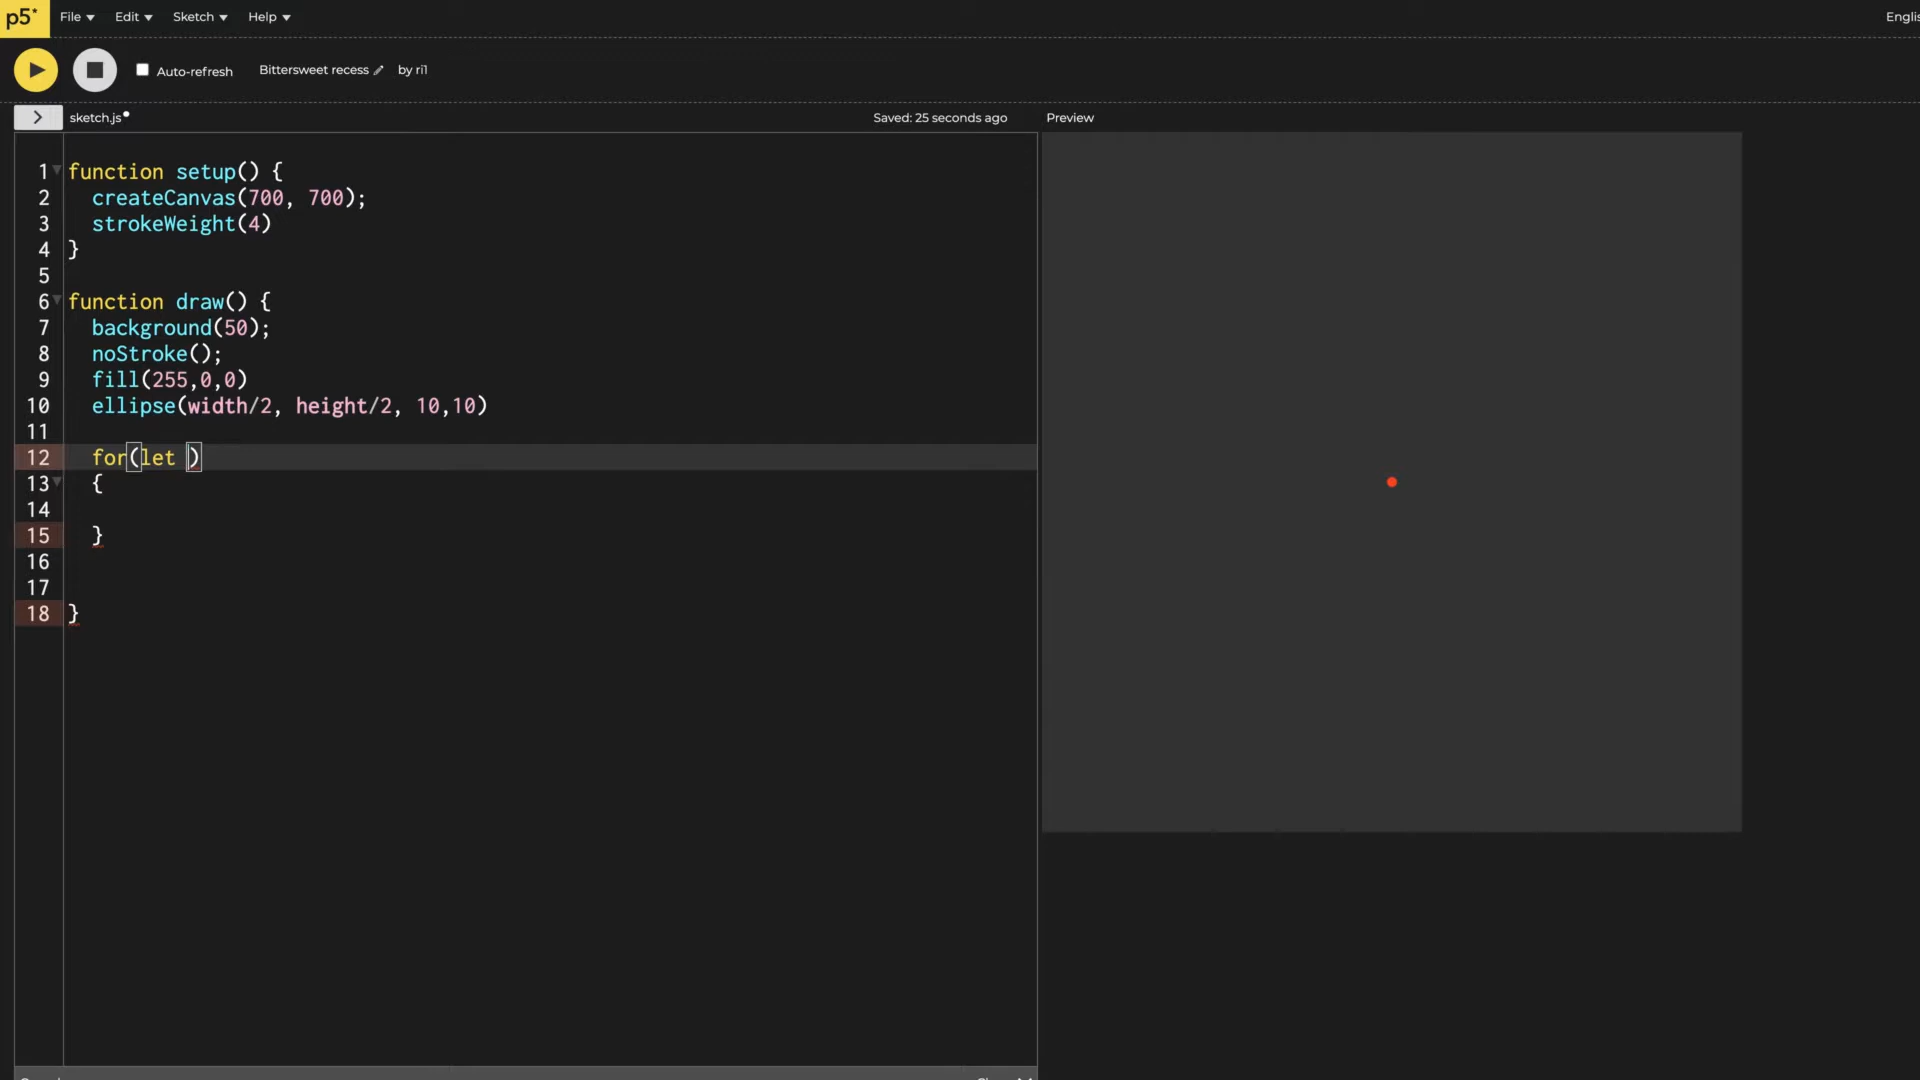 p5* File Edit Sketch Help Englis
Auto-refresh Bittersweet recess by ri1
sketch.js Saved: 25 seconds ago Preview
1 function setup() {
2 createCanvas(700, 700);
3 strokeWeight(4)
4 }
5
6 function draw() {
7 background(50);
8 noStroke();
9 fill(255,0,0)
10 ellipse(width/2, height/2, 10,10)
11
12 for(let )
13 {
14
15 }
16
17
18 }